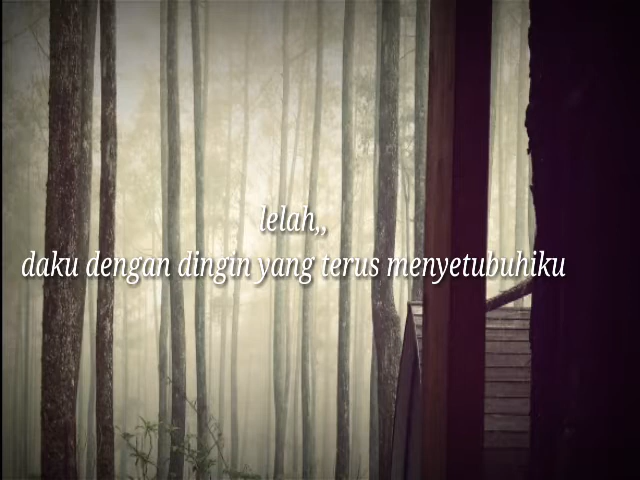 lelah,,
daku dengan dingin yang terus menyetubuhiku